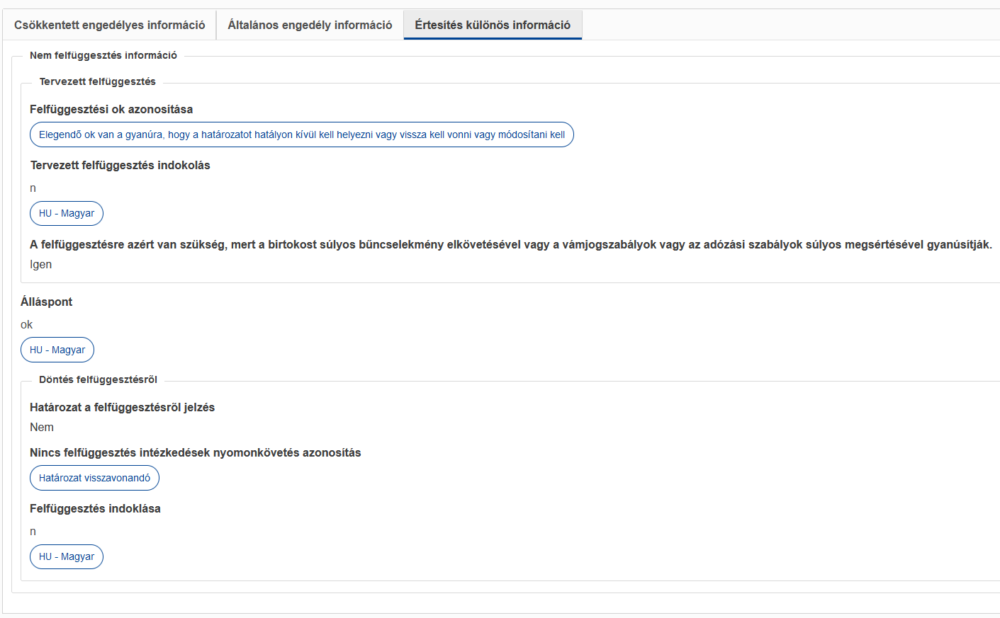 Csökkentett engedélyes információ
Általános engedély információ
Értesítés különös információ
Nem felfüggesztés információ
Tervezett felfüggesztés
Felfüggesztési ok azonosítása
Elegendő ok van a gyanúra, hogy a határozatot hatályon kívül kell helyezni vagy vissza kell vonni vagy módosítani kell
Tervezett felfüggesztés indokolás
n
HU - Magyar
A felfüggesztésre azért van szükség, mert a birtokost súlyos bűncselekmény elkövetésével vagy a vámjogszabályok vagy az adózási szabályok súlyos megsértésével gyanúsítják.
Igen
Álláspont
ok
HU - Magyar
Döntés felfüggesztésrõl
Határozat a felfüggesztésrõl jelzés
Nem
Nincs felfüggesztés intézkedések nyomonkövetés azonosítás
Határozat visszavonandó
Felfüggesztés indoklása
n
HU - Magyar